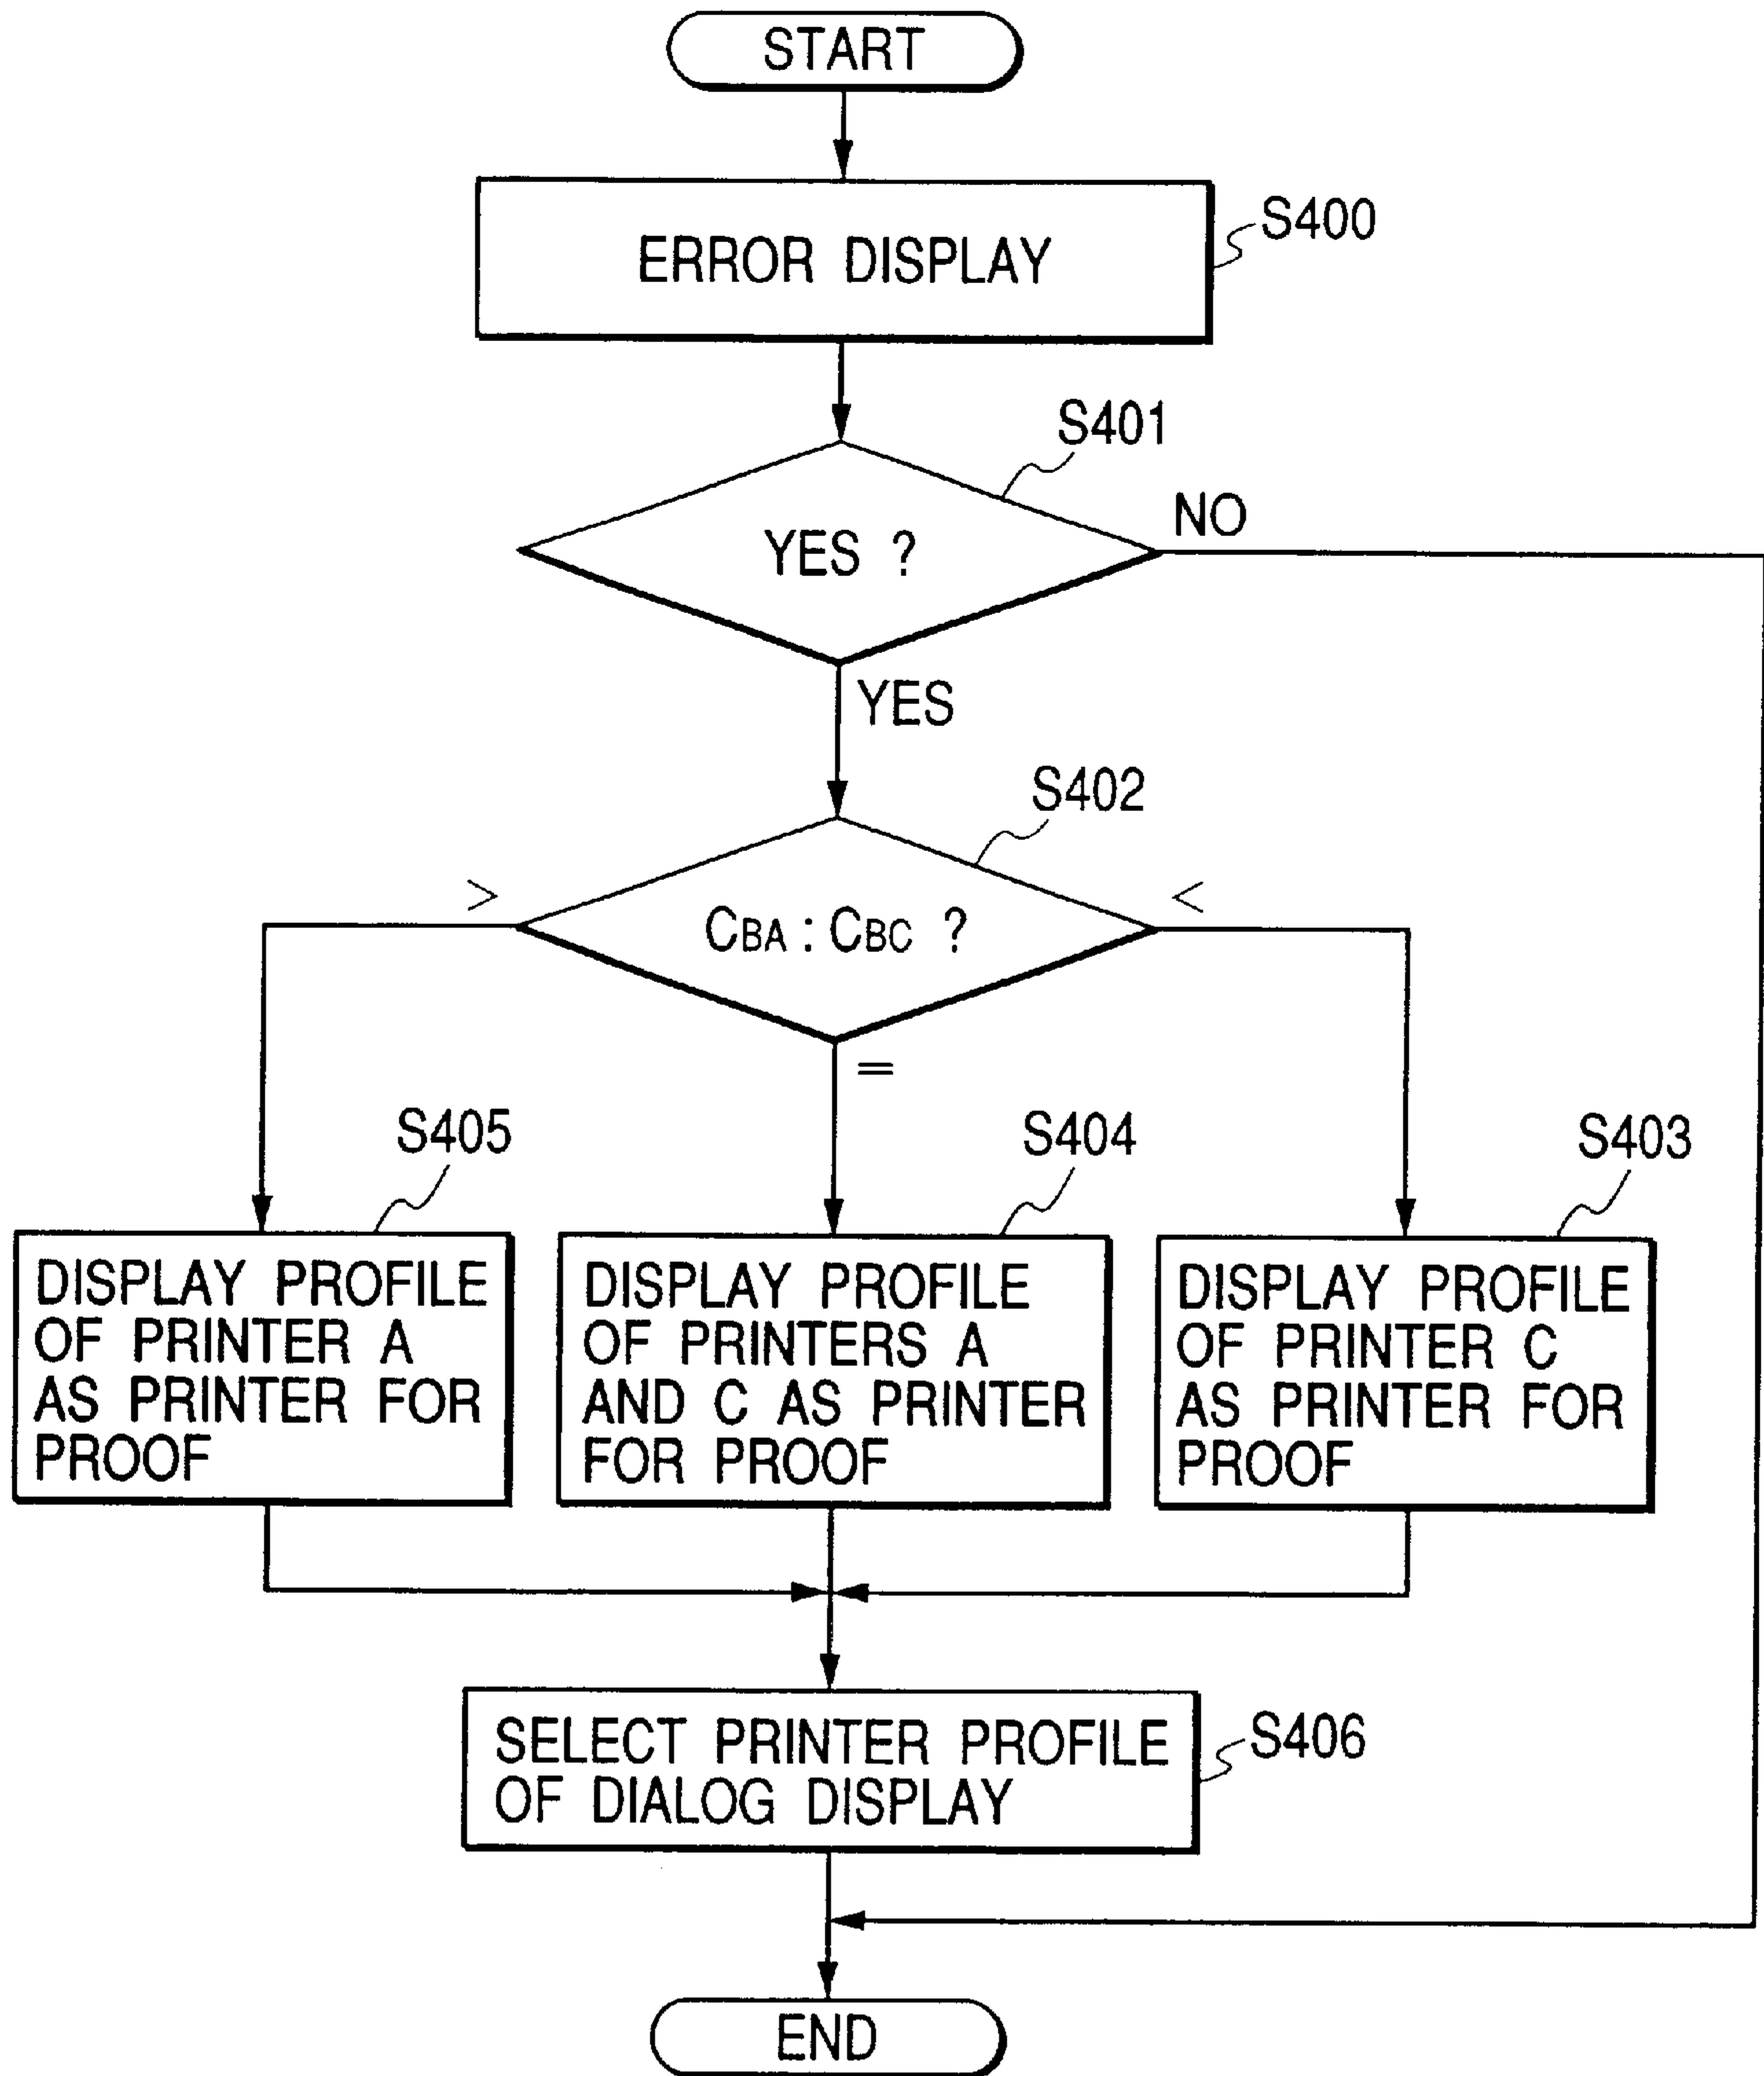 START
ERROR DISPLAY
S400
S401
YES ?
NO
YES
S402
>
CBA : CBC ?
<
=
S405
S404
S403
DISPLAY PROFILE
OF PRINTER A
AS PRINTER FOR
PROOF
DISPLAY PROFILE
OF PRINTERS A
AND C AS PRINTER
FOR PROOF
DISPLAY PROFILE
OF PRINTER C
AS PRINTER FOR
PROOF
SELECT PRINTER PROFILE
OF DIALOG DISPLAY
S406
END